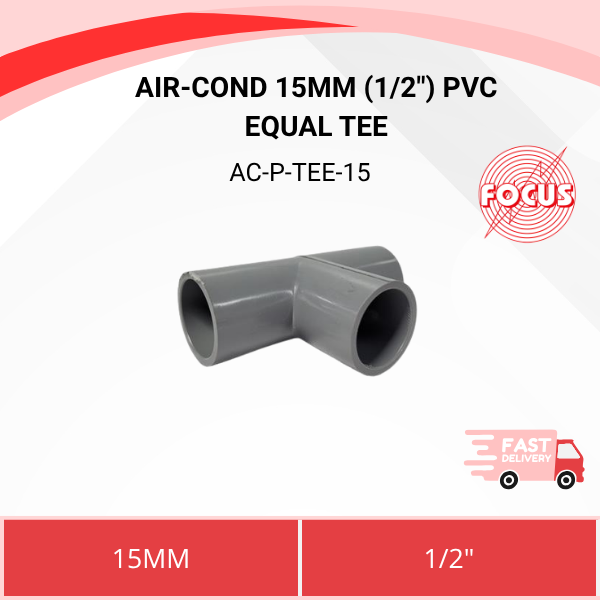 AIR-COND 15MM (1/2") PVC
EQUAL TEE
AC-P-TEE-15
FOCUS
FAST
DELIVERY
15MM
1/2"